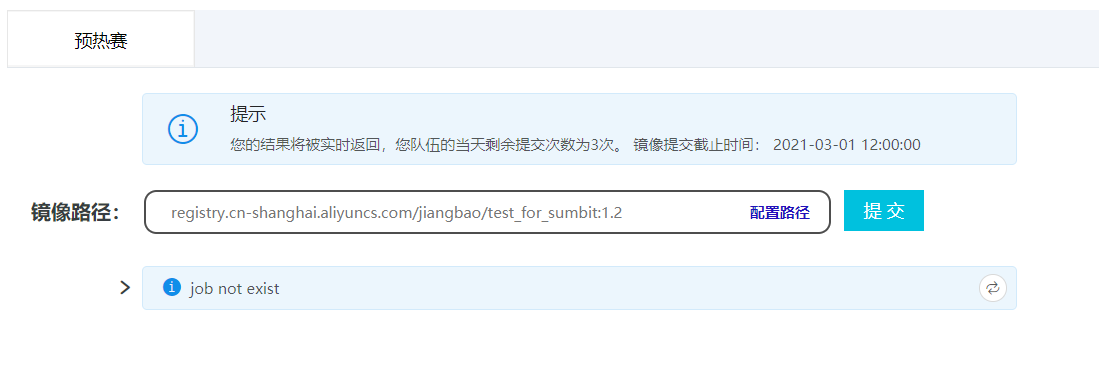 预热赛
提示
您的结果将被实时返回，您队伍的当天剩余提交次数为3次。 镜像提交截止时间： 2021-03-01 12:00:00
镜像路径： registry.cn-shanghai.aliyuncs.com/jiangbao/test_for_sumbit:1.2 配置路径 提交
job not exist